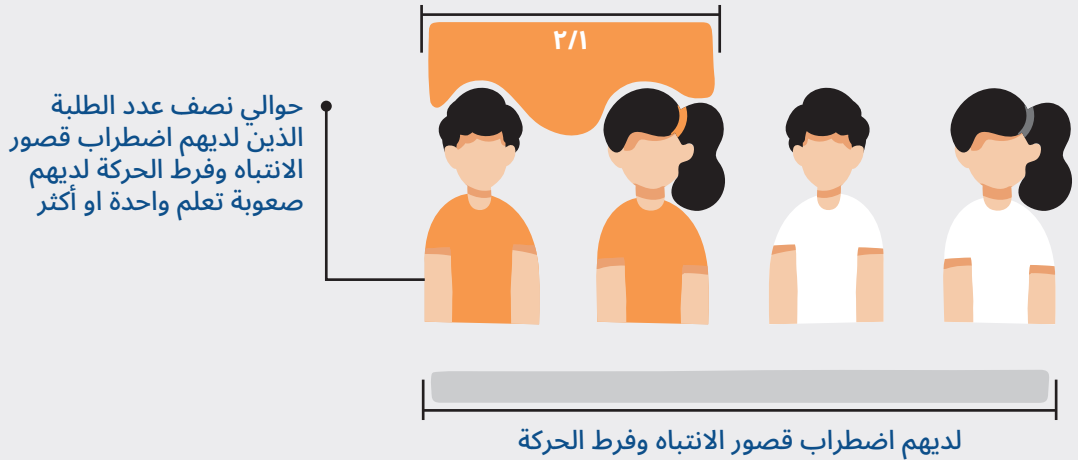 ٢/١
حوالي نصف عدد الطلبة
الذين لديهم اضطراب قصور
الانتباه وفرط الحركة لديهم
صعوبة تعلم واحدة او أكثر
لديهم اضطراب قصور الانتباه وفرط الحركة